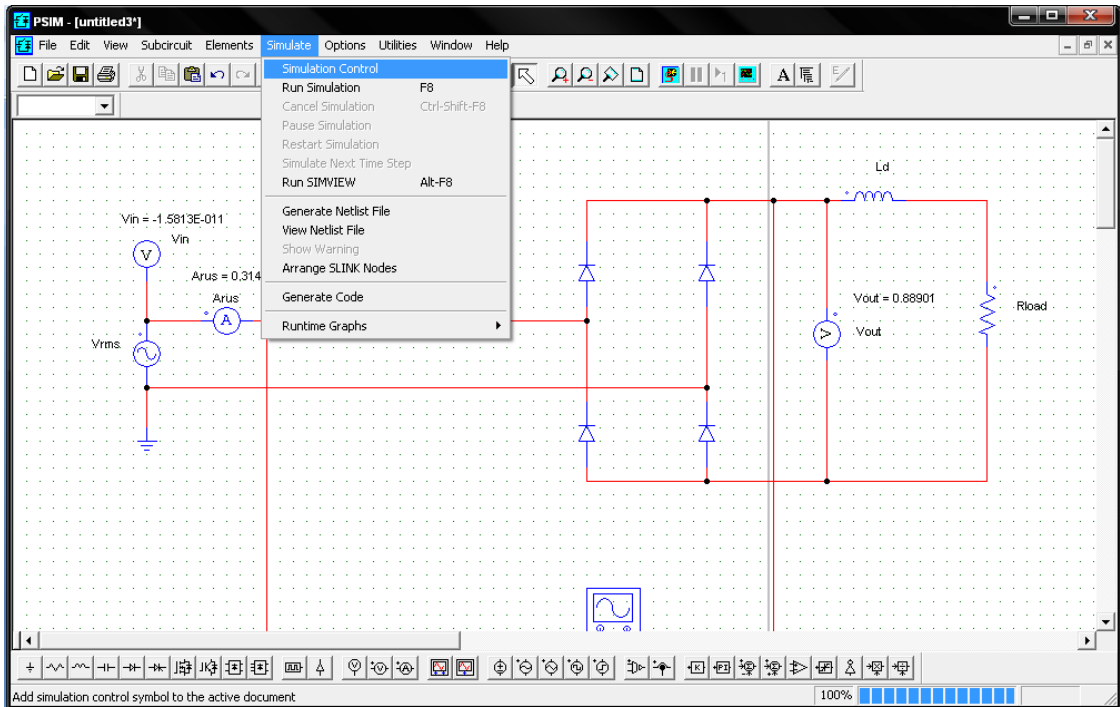 PSIM - [untitled3*]
File Edit View Subcircuit Elements Simulate Options Utilities Window Help
Simulation Control
Run Simulation F8
Cancel Simulation Ctrl-Shift-F8
Pause Simulation
Restart Simulation
Simulate Next Time Step
Run SIMVIEW Alt-F8
Generate Netlist File
View Netlist File
Show Warning
Arrange SLINK Nodes
Generate Code
Runtime Graphs
Vin = -1.5813E-011
Vin
V
Arus = 0.314
Arus
A
Vrms
Ld
Vout = 0.88901
Vout
V
Rload
Add simulation control symbol to the active document
100%